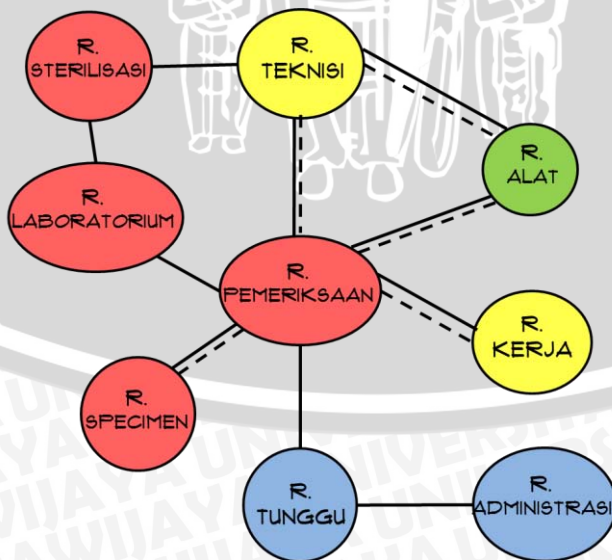 R.
STERILISASI
R.
TEKNISI
R.
ALAT
R.
LABORATORIUM
R.
PEMERIKSAAN
R.
KERJA
R.
SPECIMEN
R.
TUNGGU
R.
ADMINISTRASI